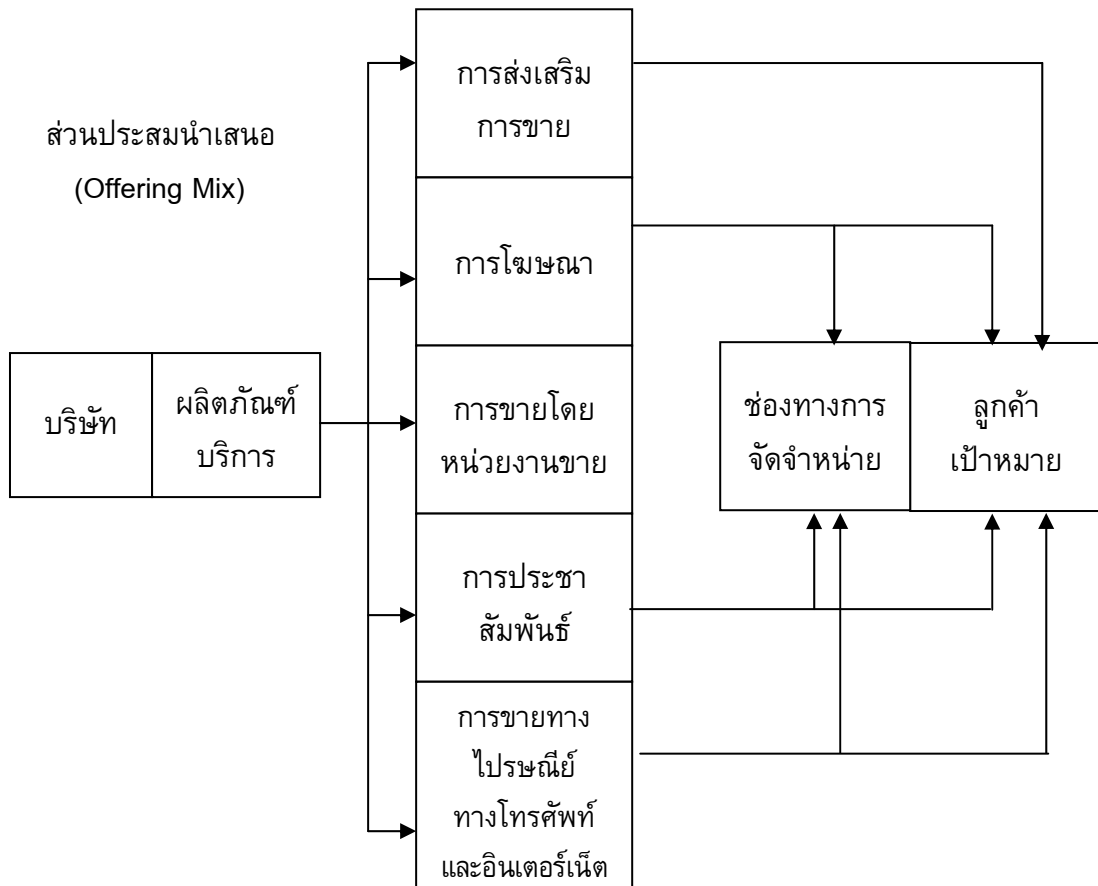 ส่วนประสมนำเสนอ
(Offering Mix)
บริษัท
ผลิตภัณฑ์
บริการ
การส่งเสริม
การขาย
การโฆษณา
การขายโดย
หน่วยงานขาย
การประชา
สัมพันธ์
การขายทาง
ไปรษณีย์
ทางโทรศัพท์
และอินเตอร์เน็ต
ช่องทางการ
จัดจำหน่าย
ลูกค้า
เป้าหมาย